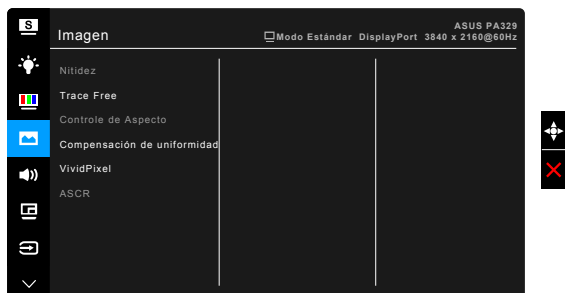 S
ASUS PA329
Imagen
Modo Estándar DisplayPort 3840 x 2160@60Hz
Nitidez
Trace Free
Controle de Aspecto
Compensación de uniformidad
VividPixel
ASCR